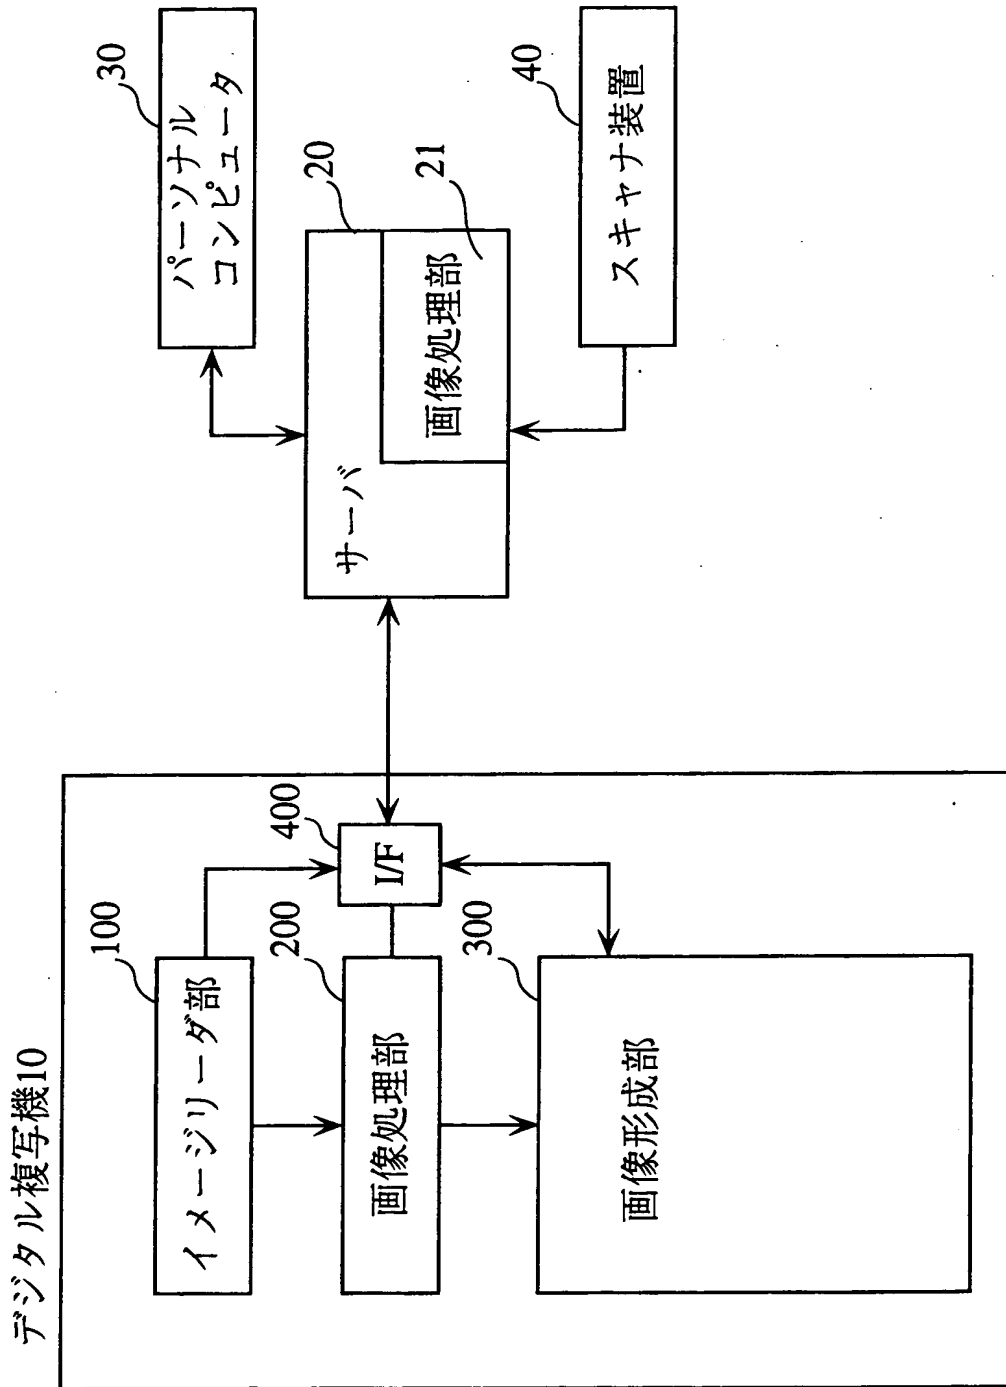 デジタル複写機10
100
イメージリーダ部
200
画像処理部
300
画像形成部
400
I/F
サーバ
20
画像処理部
21
30
パーソナル
コンピュータ
40
スキャナ装置